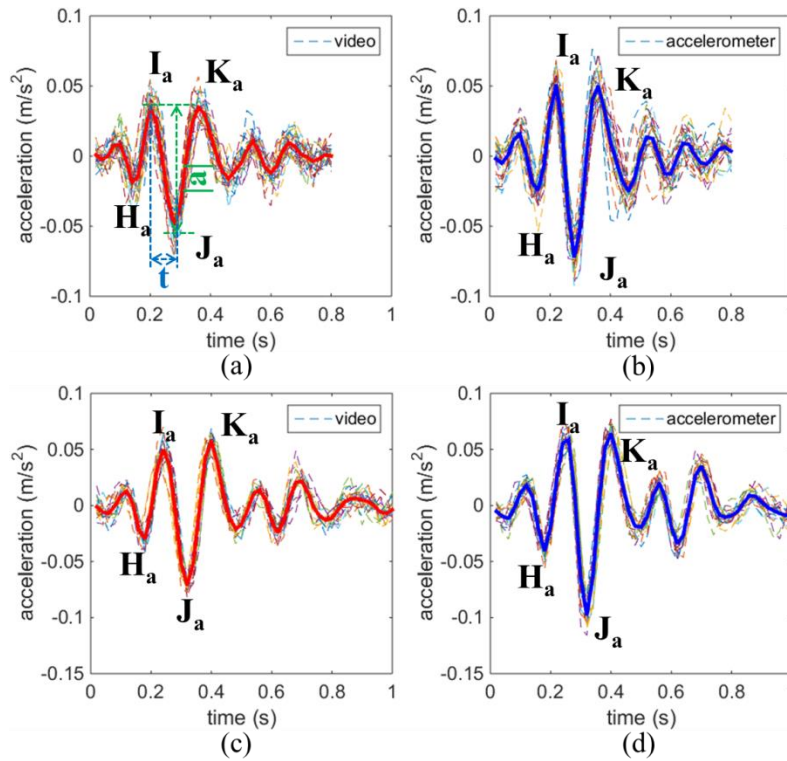 0.1
0.05
0
-0.05
-0.1
acceleration (m/s²)
Iₐ
Kₐ
Hₐ
Jₐ
a
t
video
0 0.2 0.4 0.6 0.8 1
time (s)
(a)
0.1
0.05
0
-0.05
-0.1
acceleration (m/s²)
Iₐ
Kₐ
Hₐ
Jₐ
accelerometer
0 0.2 0.4 0.6 0.8
time (s)
(b)
0.1
0.05
0
-0.05
-0.1
-0.15
acceleration (m/s²)
Iₐ
Kₐ
Hₐ
Jₐ
video
0 0.2 0.4 0.6 0.8 1
time (s)
(c)
0.1
0.05
0
-0.05
-0.1
-0.15
acceleration (m/s²)
Iₐ
Kₐ
Hₐ
Jₐ
accelerometer
0 0.2 0.4 0.6 0.8
time (s)
(d)